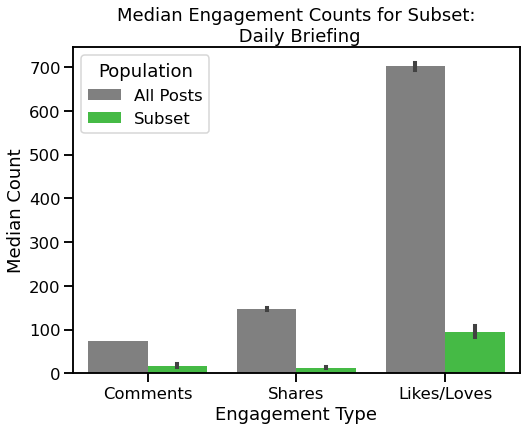 Median Engagement Counts for Subset:
Daily Briefing
Population
All Posts
Subset
Median Count
700
600
500
400
300
200
100
0
Comments
Shares
Likes/Loves
Engagement Type